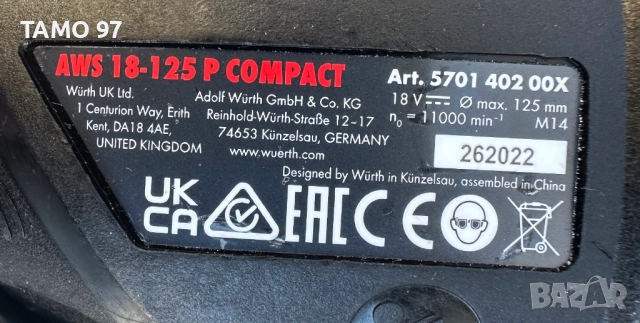 TAMO 97
AWS 18-125 P COMPACT
Würth UK Ltd.
1 Centurion Way, Erith
Kent, DA18 4AE,
UNITED KINGDOM
Adolf Würth GmbH & Co. KG
Reinhold-Würth-Straße 12-17
74653 Künzelsau, GERMANY
www.wuerth.com
Art. 5701 402 00X
18 V Ø max. 125 mm
n₀ = 11000 min⁻¹ M14
262022
Designed by Würth in Künzelsau, assembled in China
UK
CA
EAC
CE
BAZAR